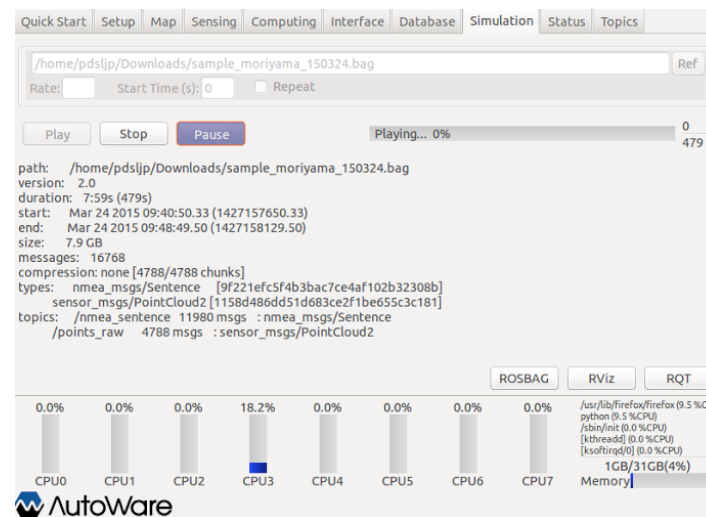 Quick Start Setup Map Sensing Computing Interface Database Simulation Status Topics
/home/pdsljp/Downloads/sample_moriyama_150324.bag Ref
Rate: Start Time (s): 0 Repeat
Play Stop Pause Playing... 0% 0
479
path: /home/pdsljp/Downloads/sample_moriyama_150324.bag
version: 2.0
duration: 7:59s (479s)
start: Mar 24 2015 09:40:50.33 (1427157650.33)
end: Mar 24 2015 09:48:49.50 (1427158129.50)
size: 7.9 GB
messages: 16768
compression: none [4788/4788 chunks]
types: nmea_msgs/Sentence [9f221efc5f4b3bac7ce4af102b32308b]
sensor_msgs/PointCloud2 [1158d486dd51d683ce2f1be655c3c181]
topics: /nmea_sentence 11980 msgs : nmea_msgs/Sentence
/points_raw 4788 msgs : sensor_msgs/PointCloud2
ROSBAG RViz RQT
0.0% 0.0% 0.0% 18.2% 0.0% 0.0% 0.0% 0.0%
/usr/lib/firefox/firefox (9.5 %C
python (9.5 %CPU)
/sbin/init (0.0 %CPU)
[kthreadd] (0.0 %CPU)
[ksoftirqd/0] (0.0 %CPU)
1GB/31GB(4%)
CPU0 CPU1 CPU2 CPU3 CPU4 CPU5 CPU6 CPU7 Memory
AutoWare